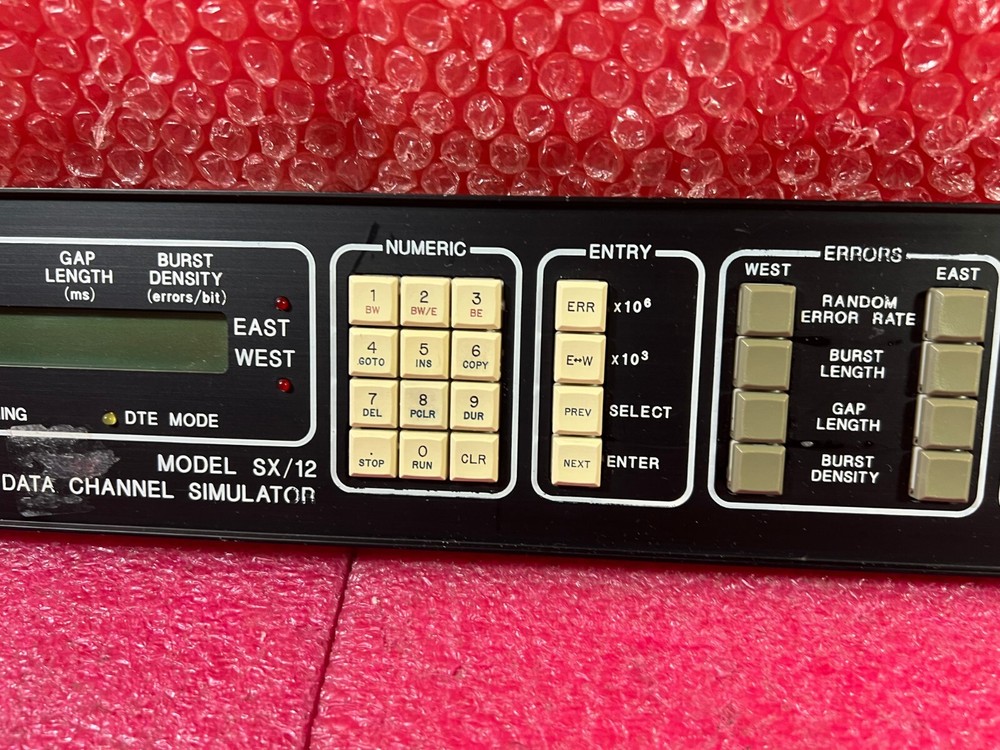 GAP
LENGTH
(ms)
BURST
DENSITY
(errors/bit)
EAST
WEST
ING
DTE MODE
MODEL SX/12
DATA CHANNEL SIMULATOR
NUMERIC
1
BW
2
BW/E
3
BE
4
GOTO
5
INS
6
COPY
7
DEL
8
PCLR
9
DUR
.
STOP
0
RUN
CLR
ENTRY
ERR x10⁶
E↔W x10³
PREV SELECT
NEXT ENTER
ERRORS
WEST
EAST
RANDOM
ERROR RATE
BURST
LENGTH
GAP
LENGTH
BURST
DENSITY